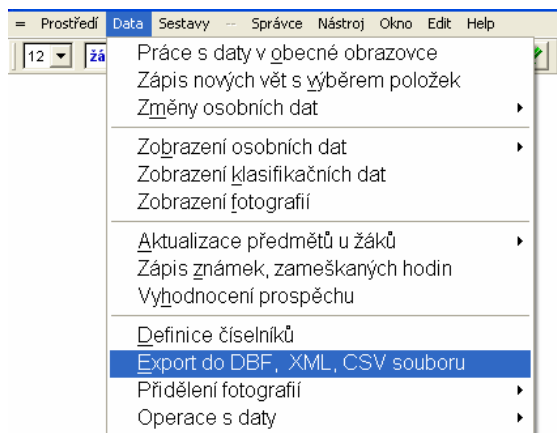 = Prostředí Data Sestavy -- Správce Nástroj Okno Edit Help
12 žá
Práce s daty v obecné obrazovce
Zápis nových vět s výběrem položek
Změny osobních dat
Zobrazení osobních dat
Zobrazení klasifikačních dat
Zobrazení fotografií
Aktualizace předmětů u žáků
Zápis známek, zameškaných hodin
Vyhodnocení prospěchu
Definice číselníků
Export do DBF, XML, CSV souboru
Přidělení fotografií
Operace s daty